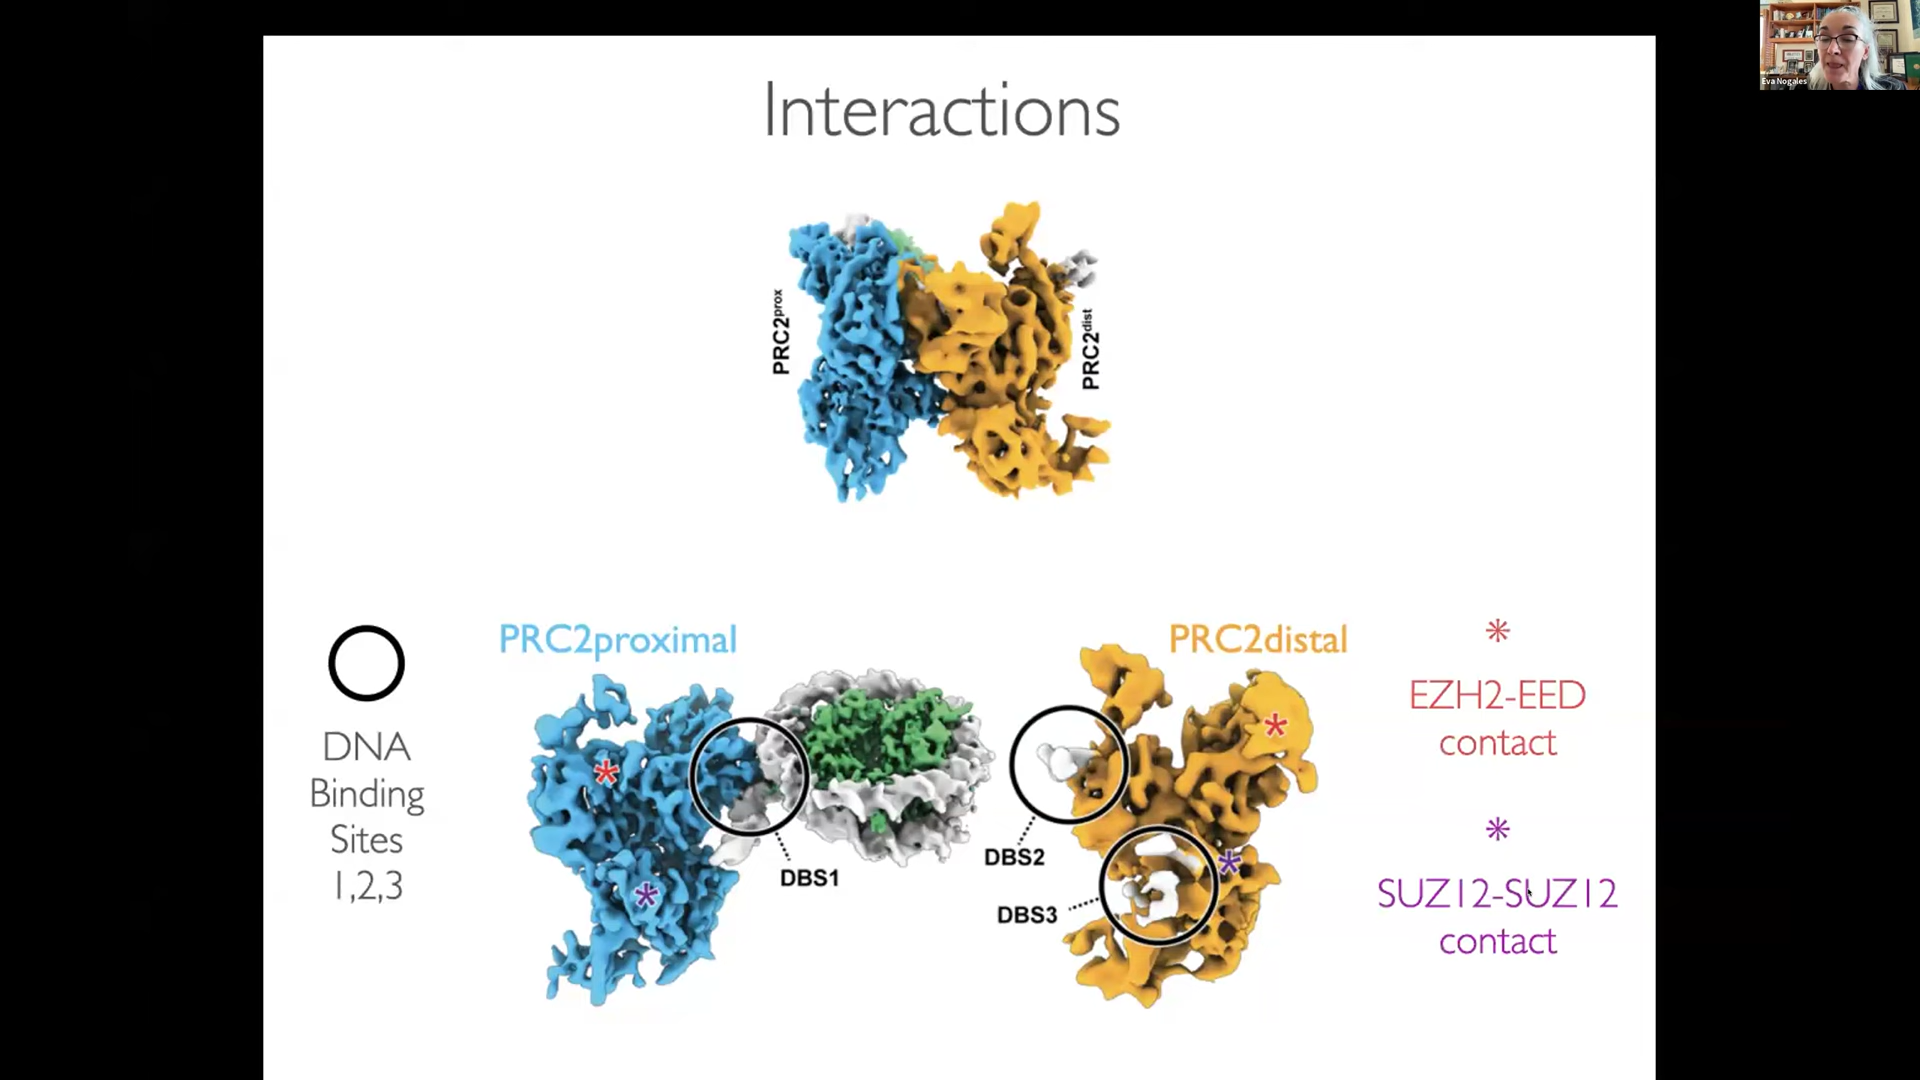 Eva Nogales
Interactions
PRC2prox
PRC2dist
PRC2proximal
PRC2distal
DNA
Binding
Sites
1,2,3
DBS1
DBS2
DBS3
*
EZH2-EED
contact
*
SUZ12-SUZ12
contact